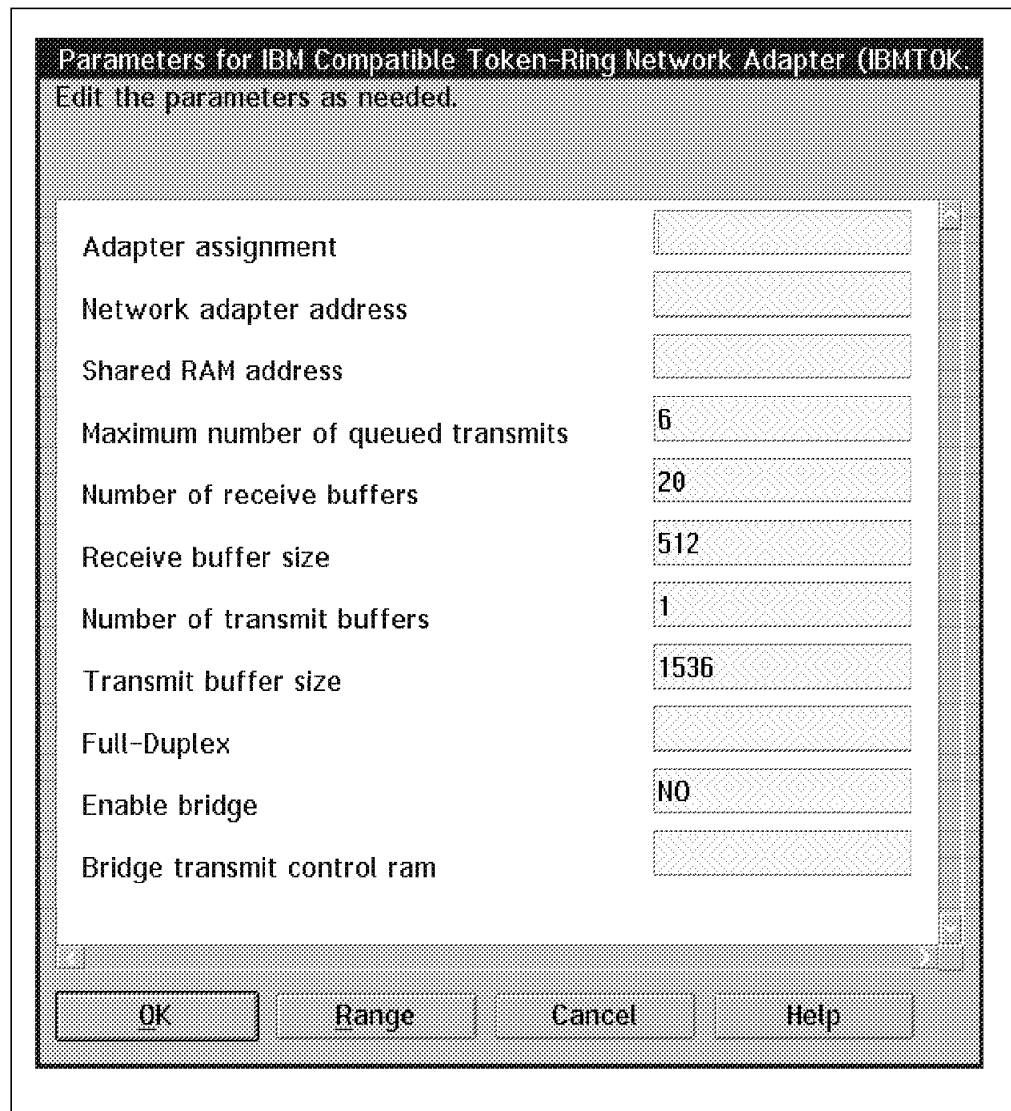 Parameters for IBM Compatible Token-Ring Network Adapter (IBMTOK.
Edit the parameters as needed.
Adapter assignment
Network adapter address
Shared RAM address
Maximum number of queued transmits 6
Number of receive buffers 20
Receive buffer size 512
Number of transmit buffers 1
Transmit buffer size 1536
Full-Duplex
Enable bridge NO
Bridge transmit control ram
OK Range Cancel Help